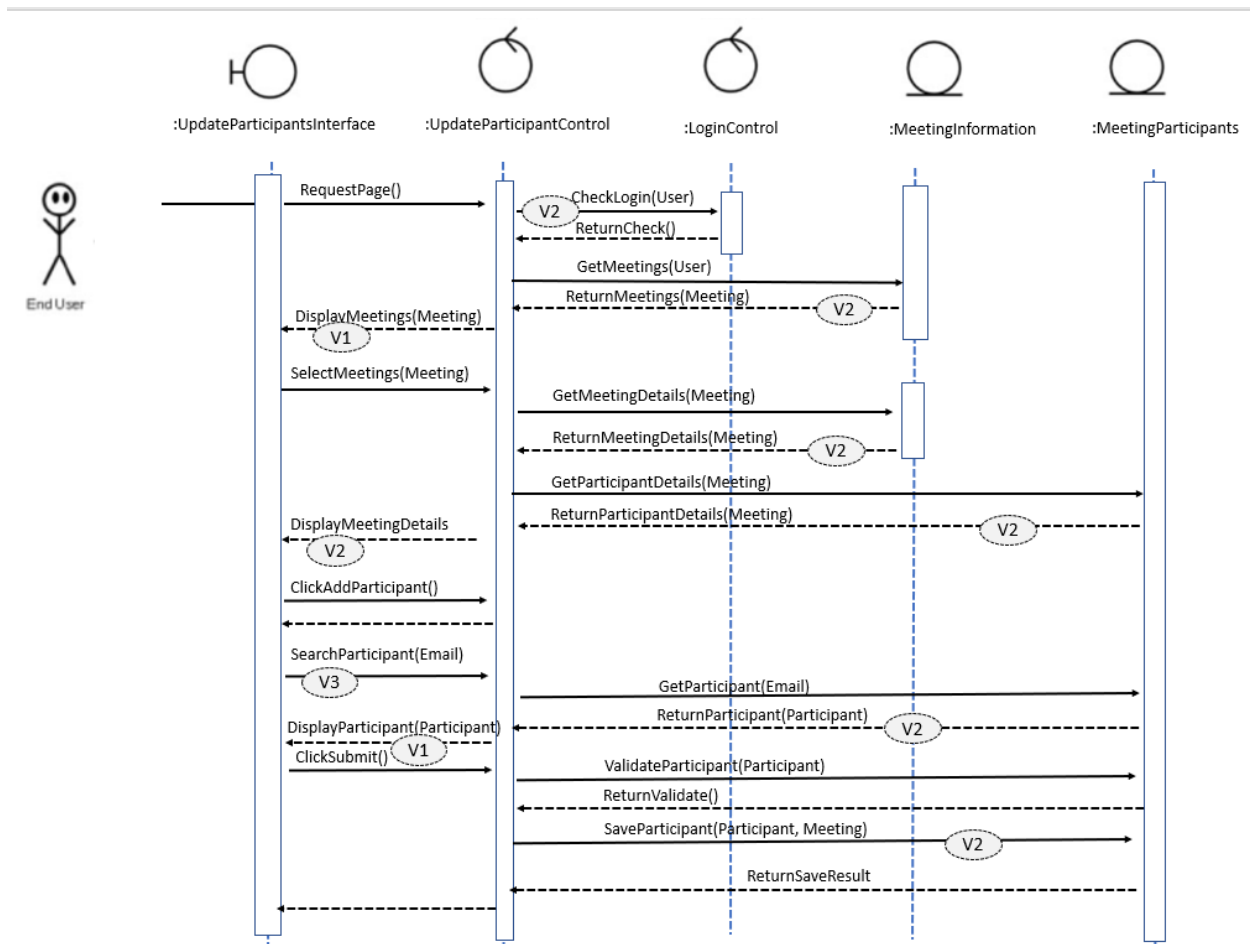 :UpdateParticipantsInterface
:UpdateParticipantControl
:LoginControl
:MeetingInformation
:MeetingParticipants
End User
RequestPage()
CheckLogin(User)
V2
ReturnCheck()
GetMeetings(User)
ReturnMeetings(Meeting)
V2
DisplayMeetings(Meeting)
V1
SelectMeetings(Meeting)
GetMeetingDetails(Meeting)
ReturnMeetingDetails(Meeting)
V2
GetParticipantDetails(Meeting)
ReturnParticipantDetails(Meeting)
V2
DisplayMeetingDetails
V2
ClickAddParticipant()
SearchParticipant(Email)
V3
GetParticipant(Email)
ReturnParticipant(Participant)
V2
DisplayParticipant(Participant)
V1
ClickSubmit()
ValidateParticipant(Participant)
ReturnValidate()
SaveParticipant(Participant, Meeting)
V2
ReturnSaveResult